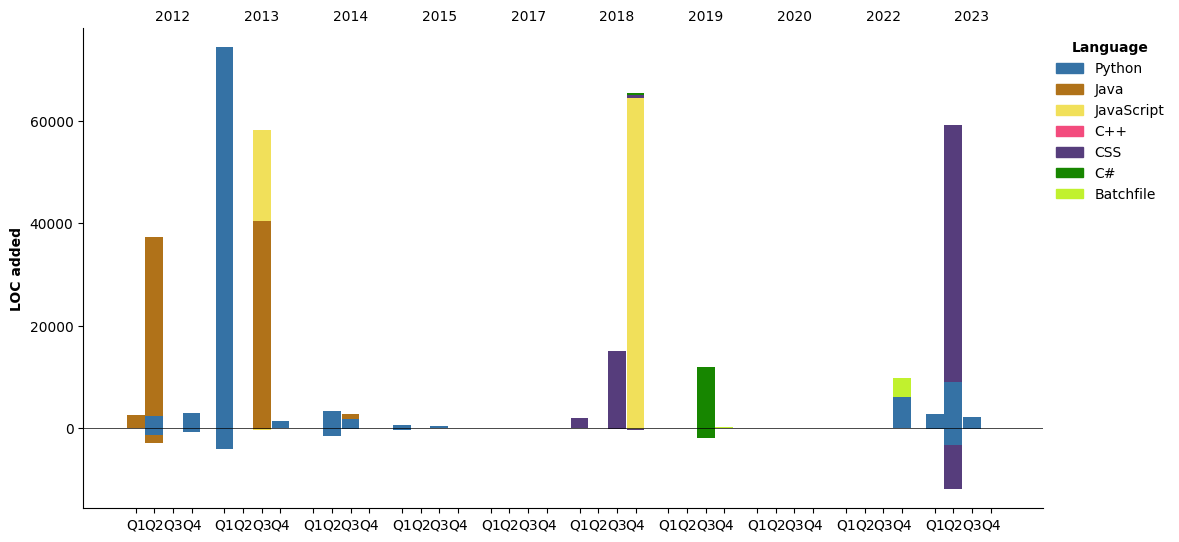 2012 2013 2014 2015 2017 2018 2019 2020 2022 2023
Language
Python
Java
JavaScript
C++
CSS
C#
Batchfile
LOC added
60000
40000
20000
0
Q1Q2Q3Q4 Q1Q2Q3Q4 Q1Q2Q3Q4 Q1Q2Q3Q4 Q1Q2Q3Q4 Q1Q2Q3Q4 Q1Q2Q3Q4 Q1Q2Q3Q4 Q1Q2Q3Q4 Q1Q2Q3Q4